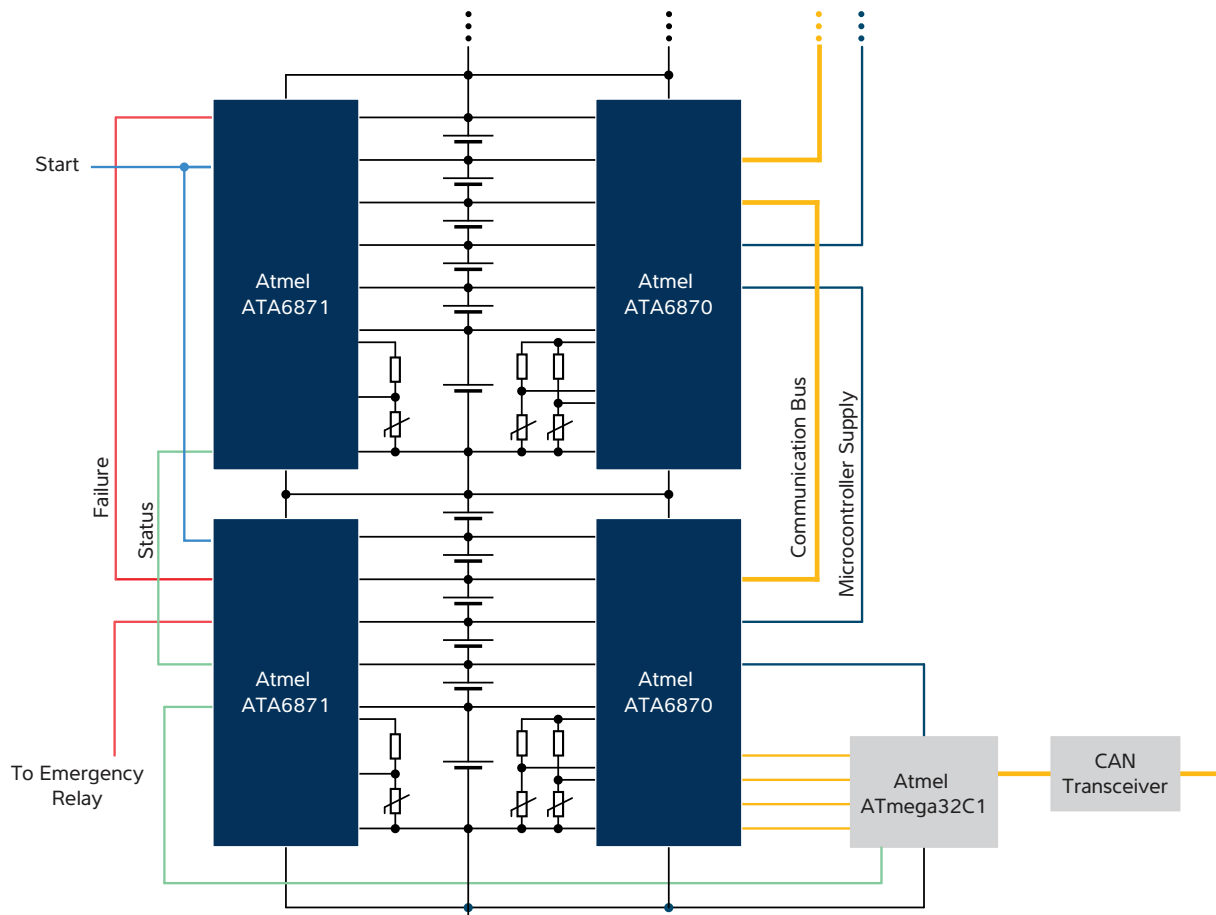 Start
Atmel
ATA6871
Atmel
ATA6870
Failure
Status
Communication Bus
Microcontroller Supply
Atmel
ATA6871
Atmel
ATA6870
To Emergency
Relay
Atmel
ATmega32C1
CAN
Transceiver